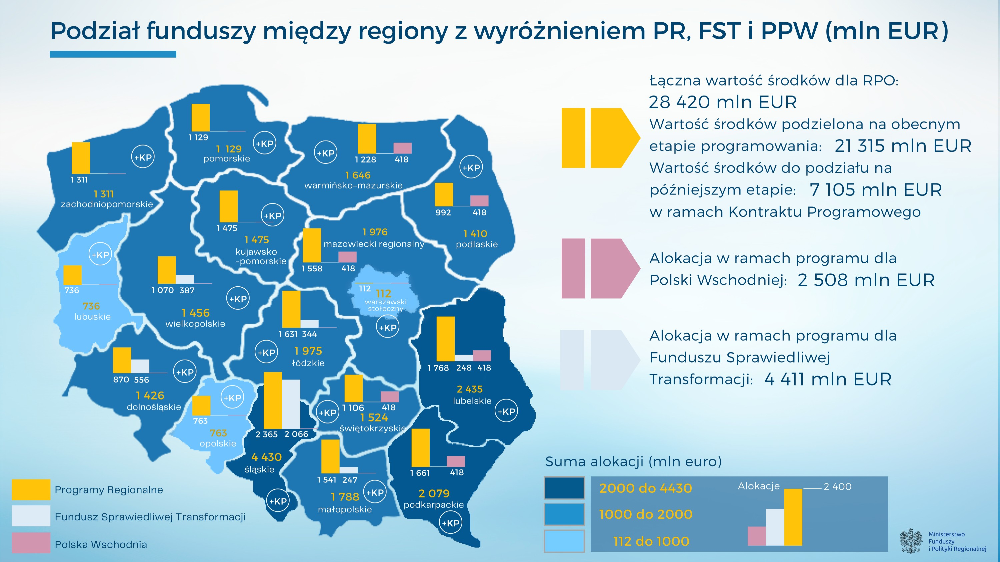 Podział funduszy między regiony z wyróżnieniem PR, FST i PPW (mln EUR)
1 129
1 129
pomorskie
+KP
1 311
+KP
1 311
zachodniopomorskie
+KP
1 228 418
1 646
warmińsko-mazurskie
+KP
992 418
1 410
podlaskie
1 475
+KP
1 475
kujawsko
-pomorskie
1 976
mazowiecki regionalny
1 558 418
112
112
warszawski
stołeczny
+KP
+KP
736
736
lubuskie
1 070 387
+KP
1 456
wielkopolskie
1 631 344
+KP
1 975
łódzkie
1 768 248 418
2 435
lubelskie
+KP
870 556
+KP
1 426
dolnośląskie
+KP
763
763
opolskie
2 365 2 066
4 430
śląskie
+KP
+KP
1 106 418
1 524
świętokrzyskie
1 541 247
+KP
1 788
małopolskie
1 661 418
2 079
podkarpackie
+KP
Programy Regionalne
Fundusz Sprawiedliwej Transformacji
Polska Wschodnia
Łączna wartość środków dla RPO:
28 420 mln EUR
Wartość środków podzielona na obecnym
etapie programowania: 21 315 mln EUR
Wartość środków do podziału na
późniejszym etapie: 7 105 mln EUR
w ramach Kontraktu Programowego
Alokacja w ramach programu dla
Polski Wschodniej: 2 508 mln EUR
Alokacja w ramach programu dla
Funduszu Sprawiedliwej
Transformacji: 4 411 mln EUR
Suma alokacji (mln euro)
2000 do 4430
1000 do 2000
112 do 1000
Alokacje 2 400
Ministerstwo
Funduszy
i Polityki Regionalnej